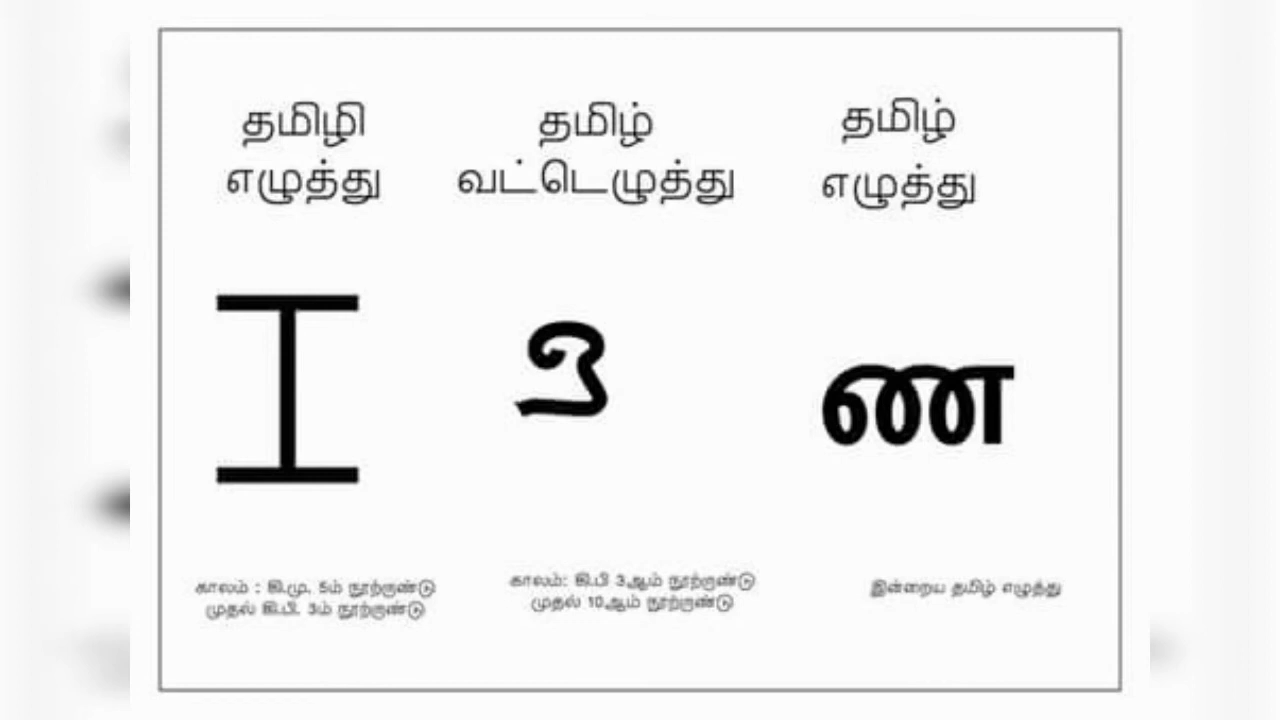 தமிழி
எழுத்து
தமிழ்
வட்டெழுத்து
தமிழ்
எழுத்து
𑀡
ண
காலம் : கி.மு. 5ம் நூற்றாண்டு
முதல் கி.பி. 3ம் நூற்றாண்டு
காலம்: கி.பி 3ஆம் நூற்றாண்டு
முதல் 10ஆம் நூற்றாண்டு
இன்றைய தமிழ் எழுத்து